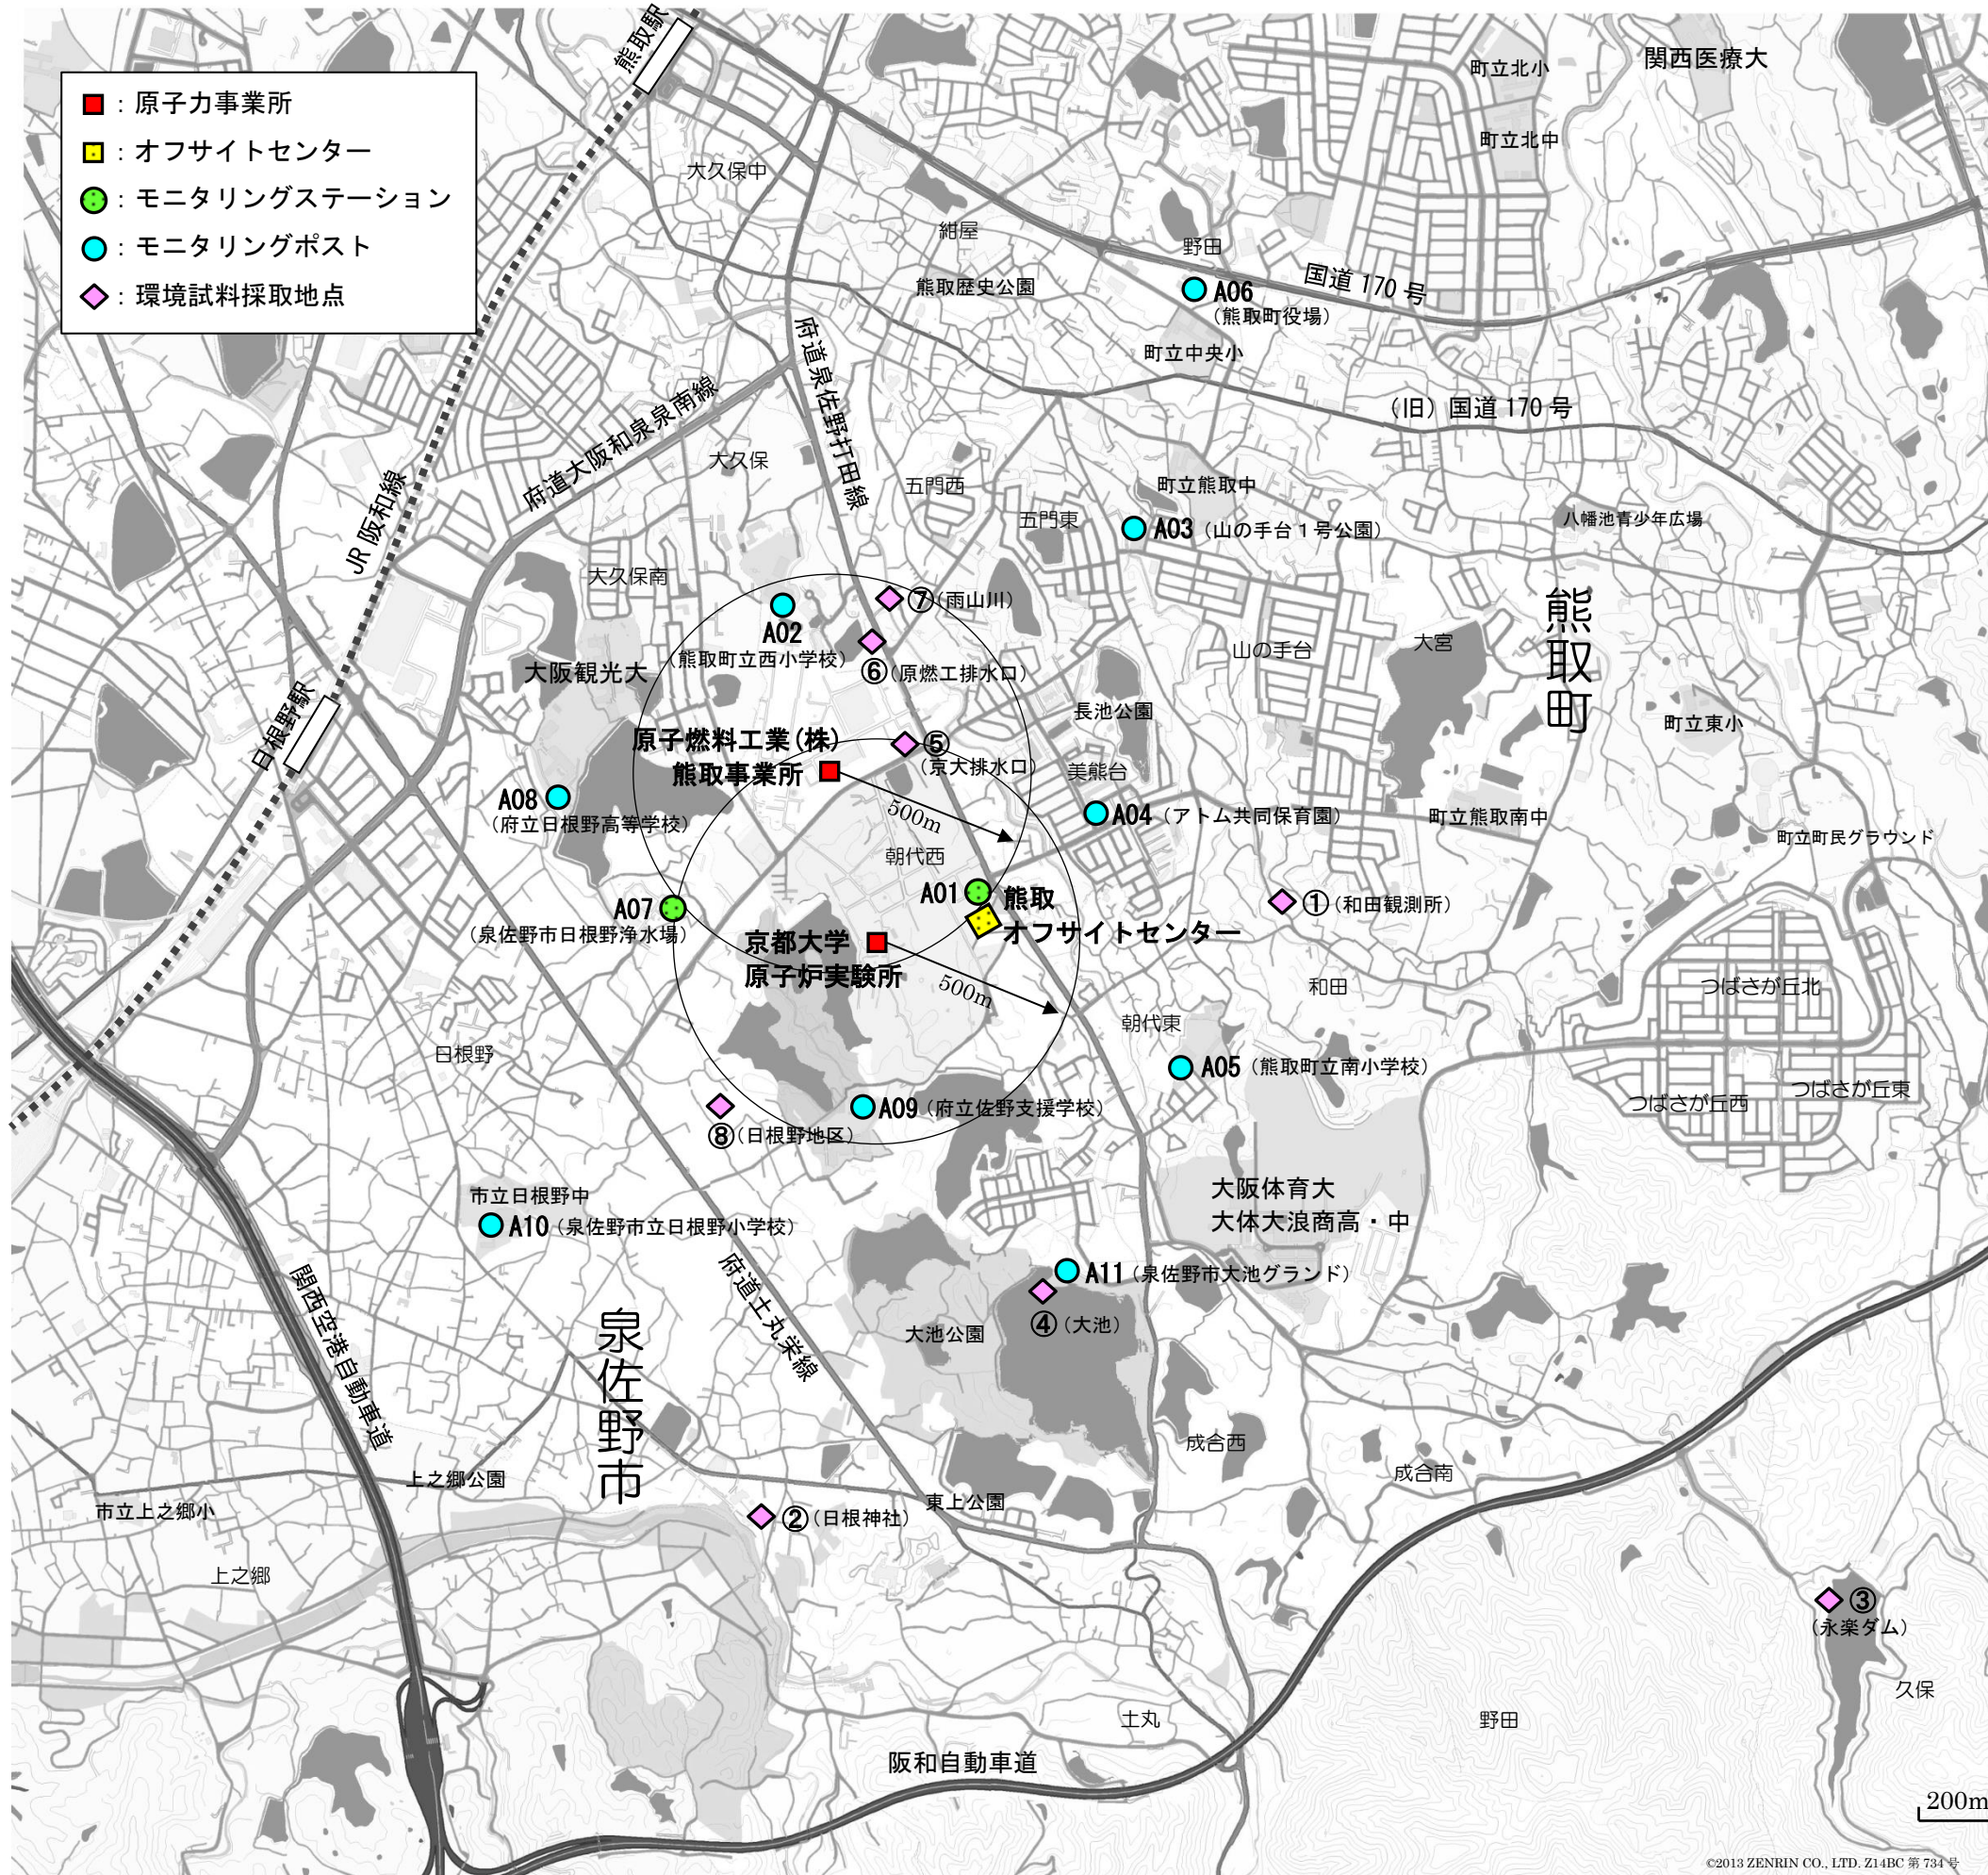 熊取駅
関西医療大
町立北小
■：原子力事業所
：オフサイトセンター
：モニタリングステーション
：モニタリングポスト
：環境試料採取地点
町立北中
大久保中
紺屋
野田
熊取歴史公園
A06
(熊取町役場)
国道170号
町立中央小
府道泉佐野打田線
府道大阪和泉泉南線
(旧)国道170号
大久保
五門西
町立熊取中
JR阪和線
五門東
A03(山の手台1号公園)
八幡池青少年広場
大久保南
⑦(雨山川)
A02
(熊取町立西小学校)
⑥(原燃工排水口)
山の手台
大宮
熊取町
大阪観光大
日根野駅
長池公園
町立東小
原子燃料工業(株)
熊取事業所
⑤
(京大排水口)
美熊台
A08
(府立日根野高等学校)
500m
A04(アトム共同保育園)
町立熊取南中
町立町民グラウンド
朝代西
A01
熊取
オフサイトセンター
①(和田観測所)
A07
(泉佐野市日根野浄水場)
京都大学
原子炉実験所
500m
和田
つばさが丘北
朝代東
日根野
A05(熊取町立南小学校)
つばさが丘西
つばさが丘東
A09(府立佐野支援学校)
⑧(日根野地区)
市立日根野中
A10(泉佐野市立日根野小学校)
大阪体育大
大体大浪商高・中
府道土丸栄線
A11(泉佐野市大池グランド)
関西空港自動車道
泉佐野市
大池公園
④(大池)
成合西
成合南
上之郷公園
市立上之郷小
東上公園
②(日根神社)
上之郷
③
(永楽ダム)
久保
土丸
野田
阪和自動車道
200m
©2013 ZENRIN CO., LTD. Z14BC 第 734 号